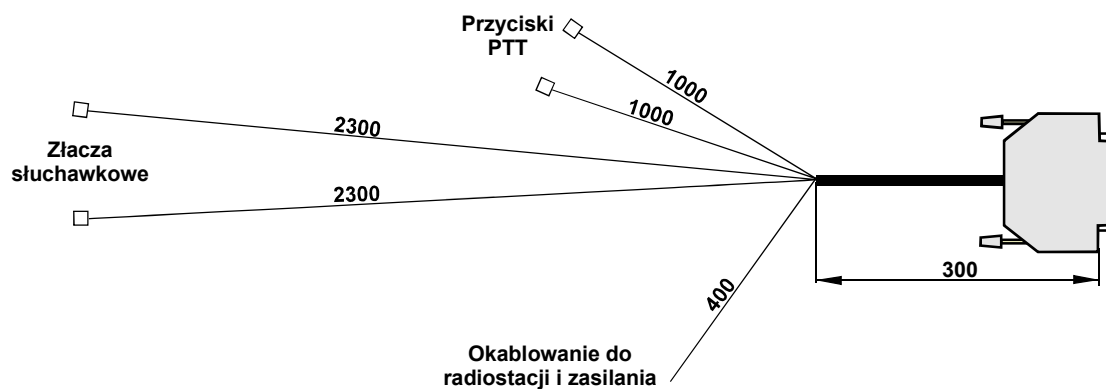 Przyciski
PTT
1000
1000
2300
Złacza
słuchawkowe
2300
300
400
Okablowanie do
radiostacji i zasilania